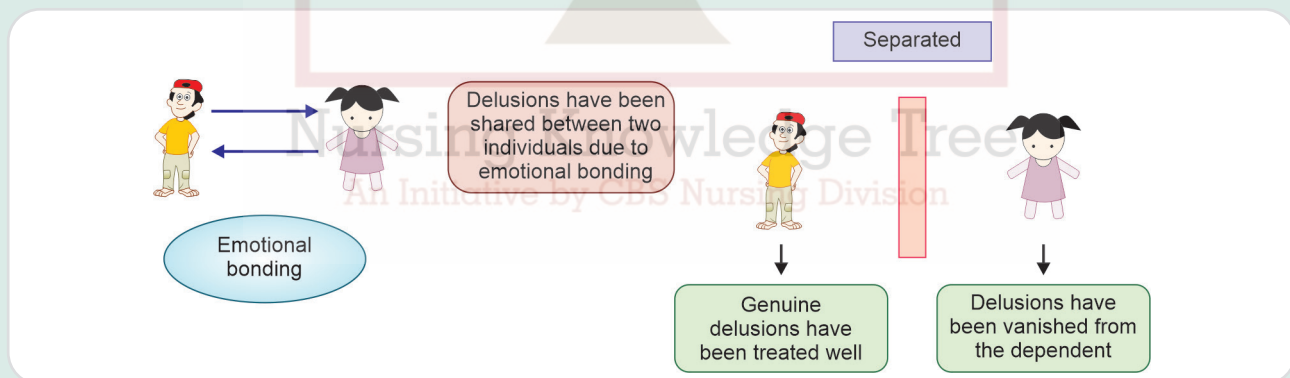 Separated
Delusions have been
shared between two
individuals due to
emotional bonding
Nursing Knowledge Tree
An Initiative by CBS Nursing Division
Emotional
bonding
Genuine
delusions have
been treated well
Delusions have
been vanished from
the dependent